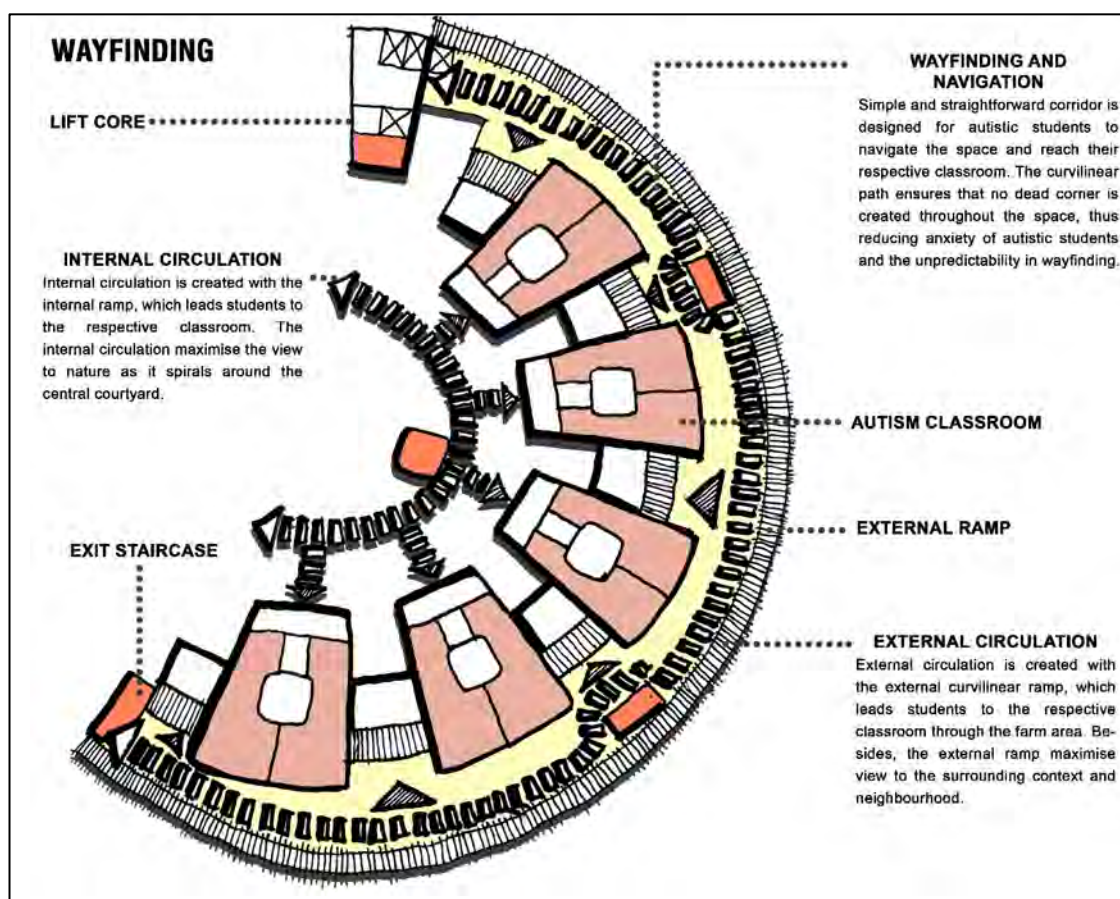 WAYFINDING
LIFT CORE
INTERNAL CIRCULATION
Internal circulation is created with the
internal ramp, which leads students to
the respective classroom. The
internal circulation maximise the view
to nature as it spirals around the
central courtyard.
EXIT STAIRCASE
WAYFINDING AND
NAVIGATION
Simple and straightforward corridor is
designed for autistic students to
navigate the space and reach their
respective classroom. The curvilinear
path ensures that no dead corner is
created throughout the space, thus
reducing anxiety of autistic students
and the unpredictability in wayfinding.
AUTISM CLASSROOM
EXTERNAL RAMP
EXTERNAL CIRCULATION
External circulation is created with
the external curvilinear ramp, which
leads students to the respective
classroom through the farm area. Be-
sides, the external ramp maximise
view to the surrounding context and
neighbourhood.